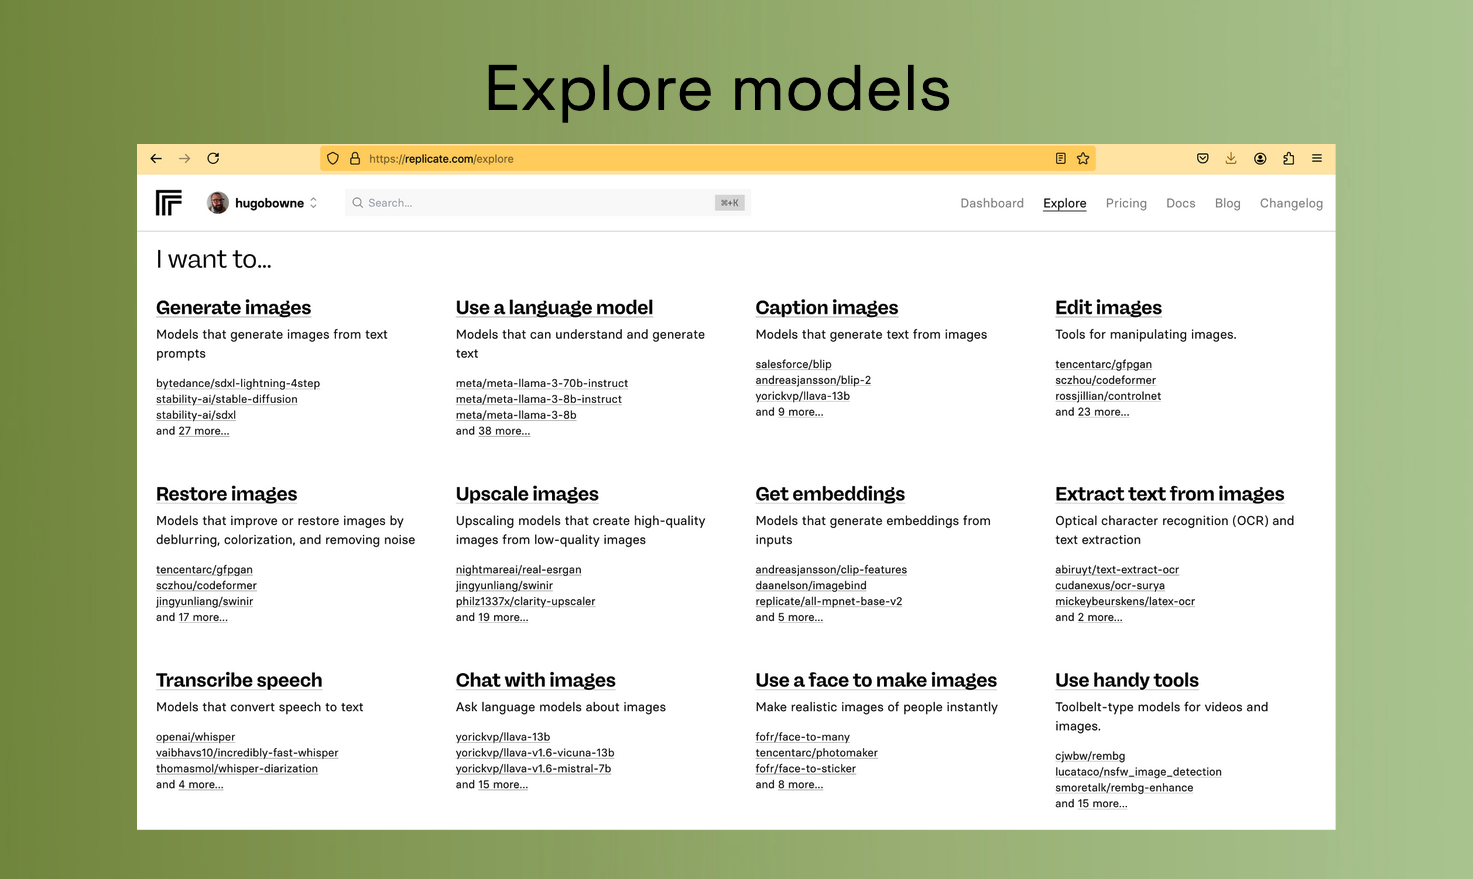 Explore models
https://replicate.com/explore
hugobowne
Search...
⌘+K
Dashboard
Explore
Pricing
Docs
Blog
Changelog
I want to...
Generate images
Models that generate images from text
prompts
bytedance/sdxl-lightning-4step
stability-ai/stable-diffusion
stability-ai/sdxl
and 27 more...
Use a language model
Models that can understand and generate
text
meta/meta-llama-3-70b-instruct
meta/meta-llama-3-8b-instruct
meta/meta-llama-3-8b
and 38 more...
Caption images
Models that generate text from images
salesforce/blip
andreasjansson/blip-2
yorickvp/llava-13b
and 9 more...
Edit images
Tools for manipulating images.
tencentarc/gfpgan
sczhou/codeformer
rossjillian/controlnet
and 23 more...
Restore images
Models that improve or restore images by
deblurring, colorization, and removing noise
tencentarc/gfpgan
sczhou/codeformer
jingyunliang/swinir
and 17 more...
Upscale images
Upscaling models that create high-quality
images from low-quality images
nightmareai/real-esrgan
jingyunliang/swinir
philz1337x/clarity-upscaler
and 19 more...
Get embeddings
Models that generate embeddings from
inputs
andreasjansson/clip-features
daanelson/imagebind
replicate/all-mpnet-base-v2
and 5 more...
Extract text from images
Optical character recognition (OCR) and
text extraction
abiruyt/text-extract-ocr
cudanexus/ocr-surya
mickeybeurskens/latex-ocr
and 2 more...
Transcribe speech
Models that convert speech to text
openai/whisper
vaibhavs10/incredibly-fast-whisper
thomasmol/whisper-diarization
and 4 more...
Chat with images
Ask language models about images
yorickvp/llava-13b
yorickvp/llava-v1.6-vicuna-13b
yorickvp/llava-v1.6-mistral-7b
and 15 more...
Use a face to make images
Make realistic images of people instantly
fofr/face-to-many
tencentarc/photomaker
fofr/face-to-sticker
and 8 more...
Use handy tools
Toolbelt-type models for videos and
images.
cjwbw/rembg
lucataco/nsfw_image_detection
smoretalk/rembg-enhance
and 15 more...